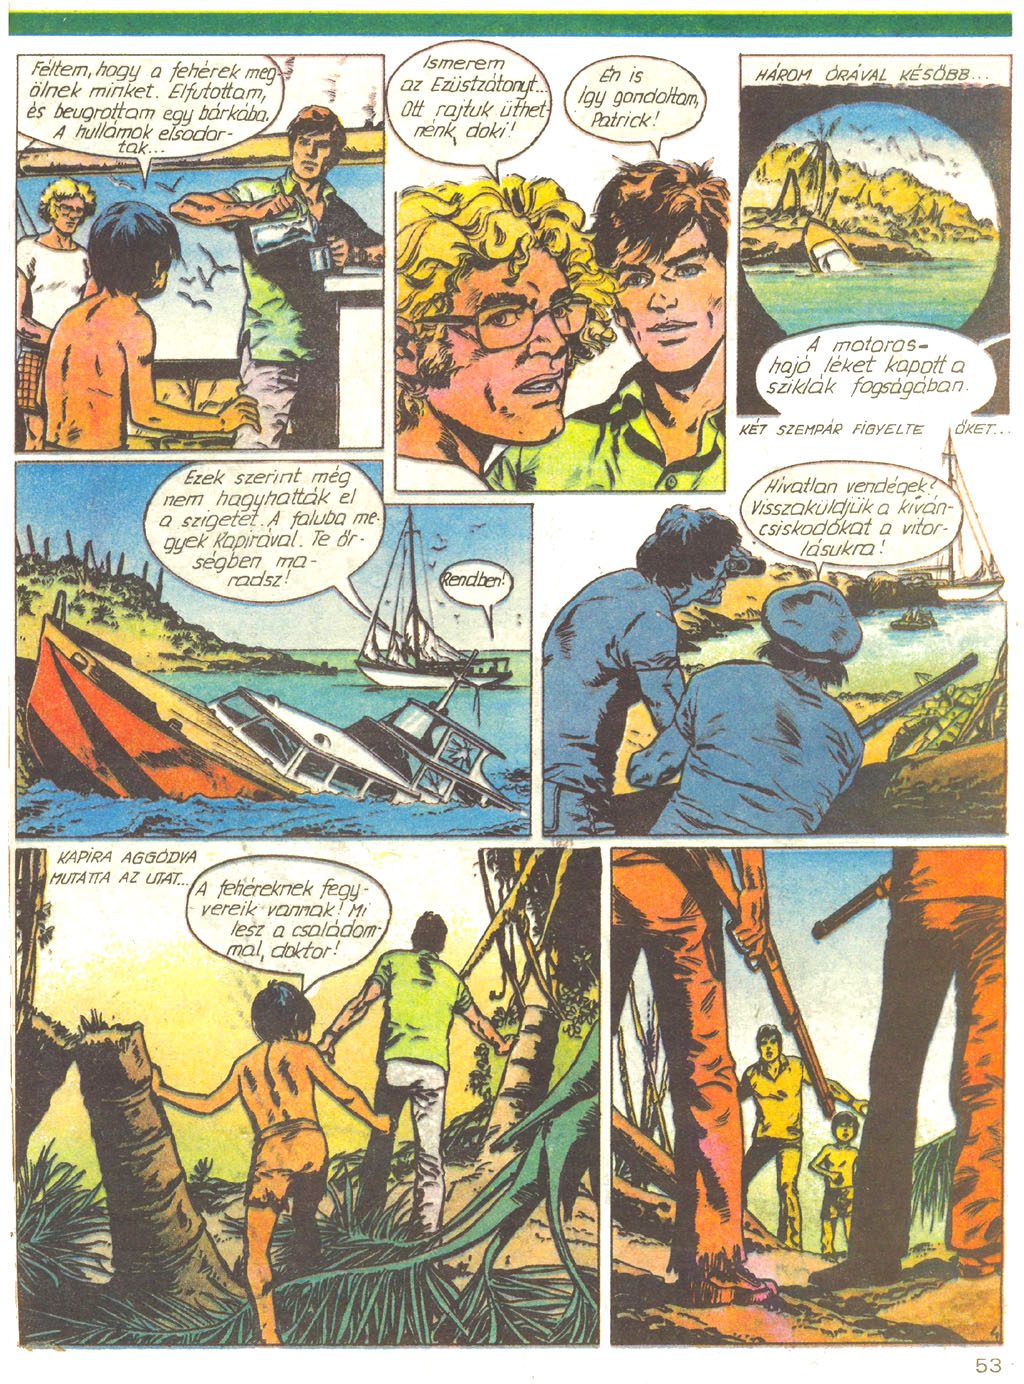 Féltem, hogy a fehérek meg-
ölnek minket. Elfutottam,
és beugrottam egy bárkába.
A hullámok elsodor-
tak...
Ismerem
az Ezüstzátonyt...
Ott rajtuk üthet-
nénk, doki!
Én is
így gondoltam,
Patrick!
HÁROM ÓRÁVAL KÉSŐBB...
A motoros-
hajó léket kapott a
sziklák fogságában.
KÉT SZEMPÁR FIGYELTE ŐKET...
Ezek szerint még
nem hagyhatták el
a szigetet. A faluba me-
gyek Kapirával. Te őr-
ségben ma-
radsz!
Rendben!
Hivatlan vendégek!
Visszaküldjük a kíván-
csiskodókat a vitor-
lásukra!
KAPIRA AGGÓDVA
MUTATTA AZ UTAT...
A fehéreknek fegy-
vereik vannak! Mi
lesz a családom-
mal, doktor!
53